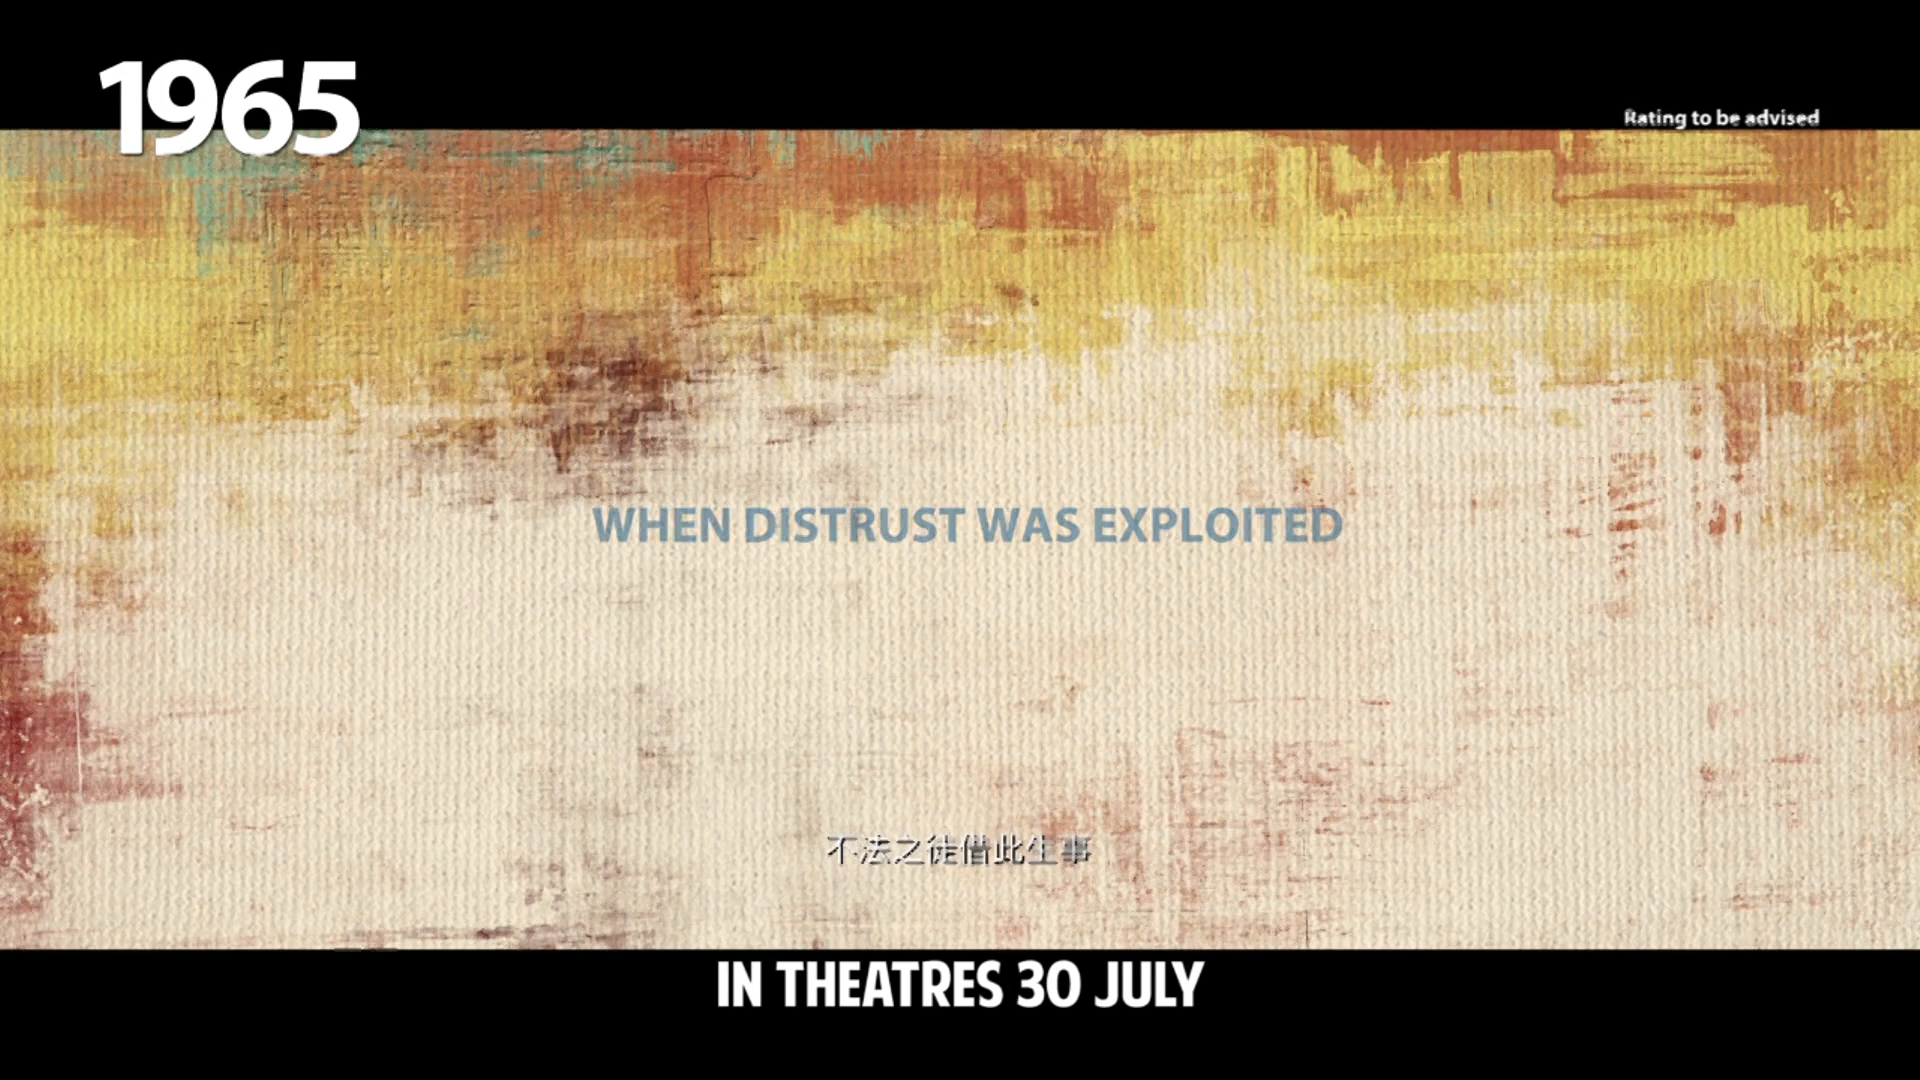 1965
Rating to be advised
WHEN DISTRUST WAS EXPLOITED
不法之徒借此生事
IN THEATRES 30 JULY